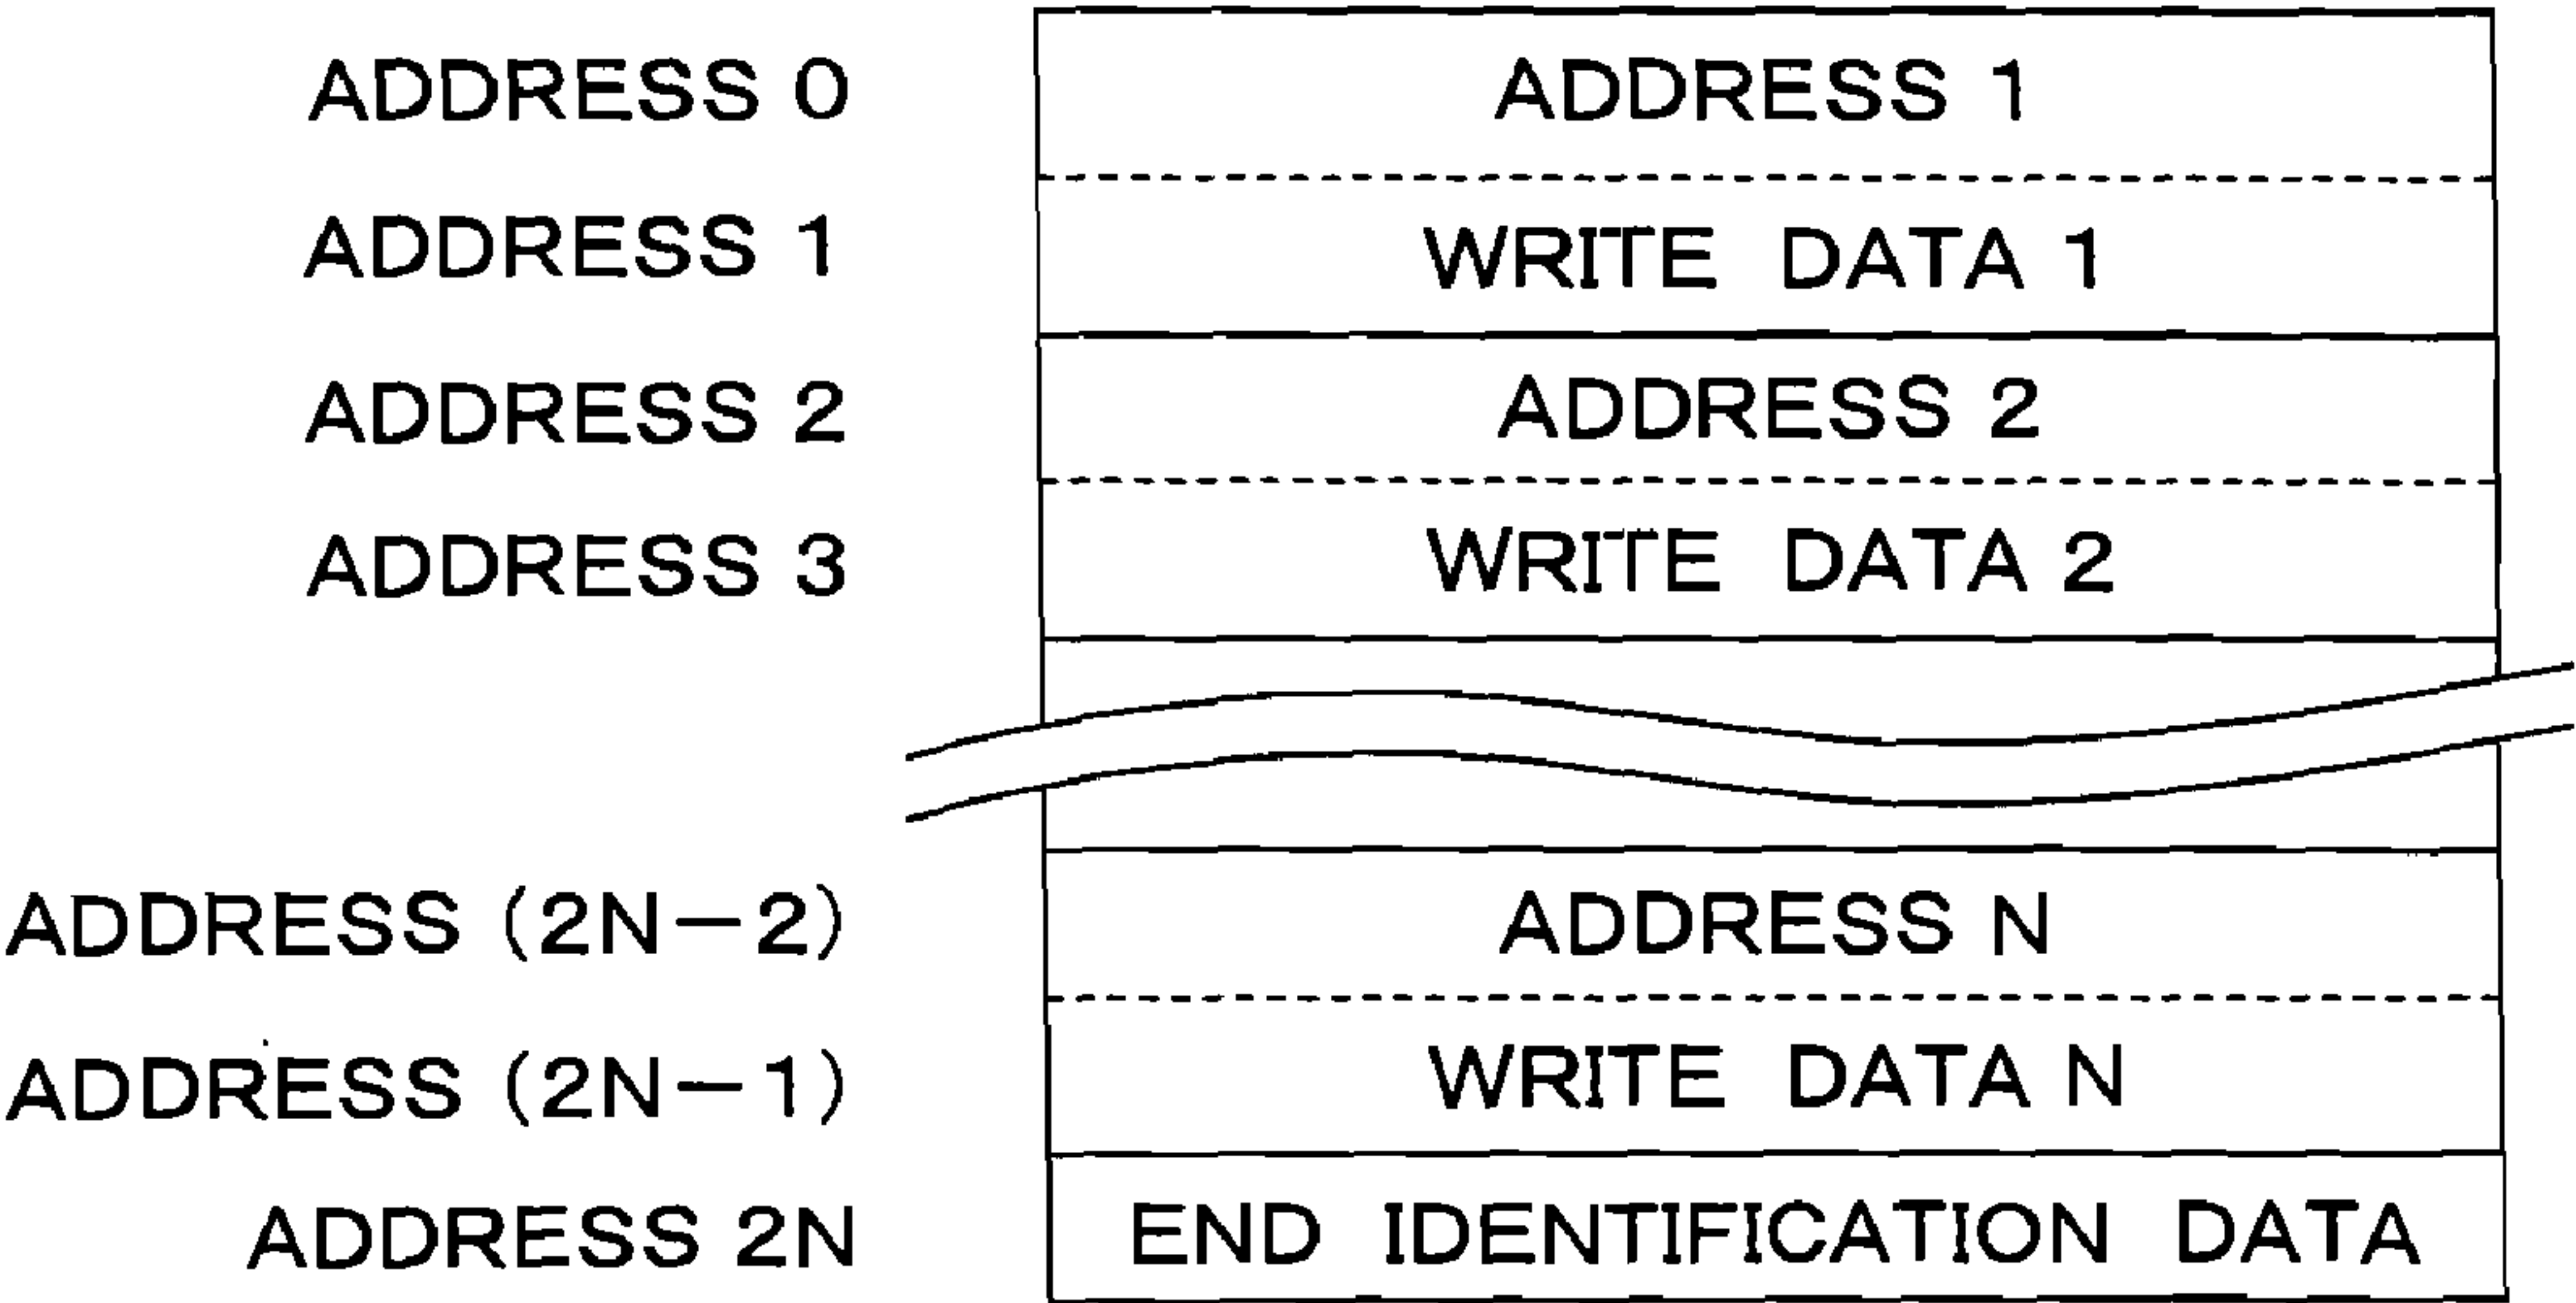 ADDRESS 0 ADDRESS 1
ADDRESS 1 WRITE DATA 1
ADDRESS 2 ADDRESS 2
ADDRESS 3 WRITE DATA 2
ADDRESS (2N-2) ADDRESS N
ADDRESS (2N-1) WRITE DATA N
ADDRESS 2N END IDENTIFICATION DATA